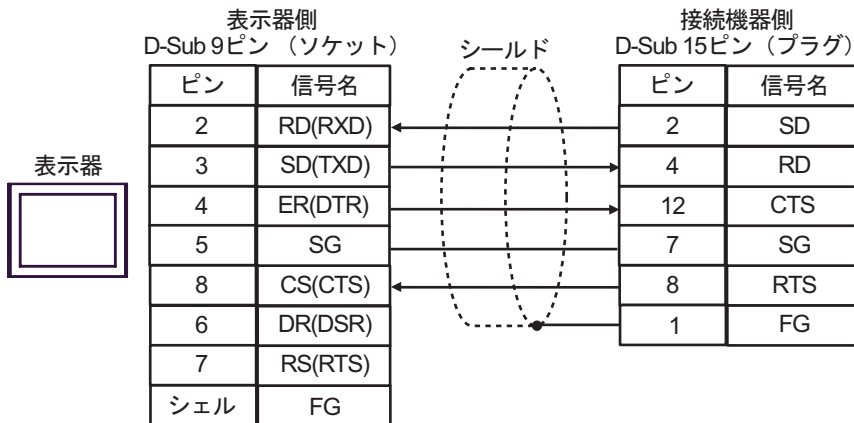 表示器側
D-Sub 9ピン （ソケット）
シールド
接続機器側
D-Sub 15ピン（プラグ）
表示器
ピン 信号名
2 RD(RXD)
3 SD(TXD)
4 ER(DTR)
5 SG
8 CS(CTS)
6 DR(DSR)
7 RS(RTS)
シェル FG
ピン 信号名
2 SD
4 RD
12 CTS
7 SG
8 RTS
1 FG